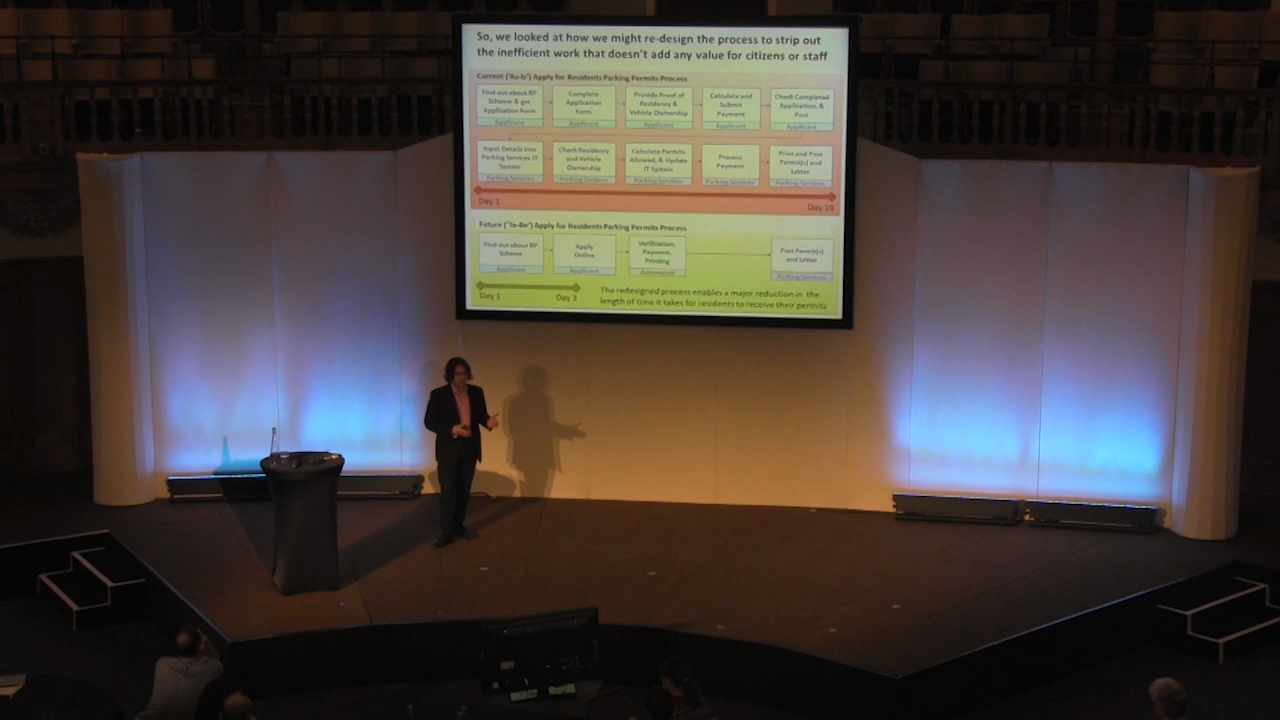 So, we looked at how we might re-design the process to strip out
the inefficient work that doesn't add any value for citizens or staff
Current ('As-Is') Apply for Residents Parking Permits Process
Find out about RP
Scheme & get
Application Form
Applicant
Complete
Application
Form
Applicant
Provide Proof of
Residency &
Vehicle Ownership
Applicant
Calculate and
Submit
Payment
Applicant
Check Completed
Application, &
Post
Applicant
Input Details into
Parking Services IT
System
Parking Services
Check Residency
and Vehicle
Ownership
Parking Services
Calculate Permits
Allowed, & Update
IT System
Parking Services
Process
Payment
Parking Services
Print and Post
Permit(s) and
Letter
Parking Services
Day 1
Day 10
Future ('To-Be') Apply for Residents Parking Permits Process
Find out about RP
Scheme
Applicant
Apply
Online
Applicant
Verification,
Payment,
Printing
Automated
Post Permit(s)
and Letter
Parking Services
Day 1
Day 3
The redesigned process enables a major reduction in the
length of time it takes for residents to receive their permits